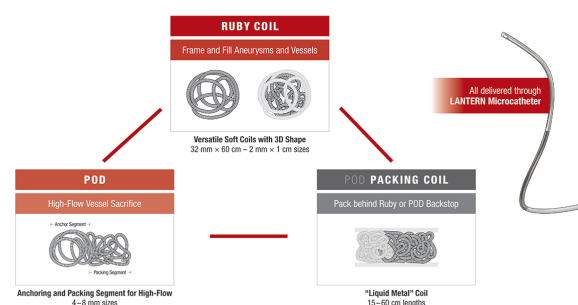 RUBY COIL
Frame and Fill Aneurysms and Vessels
Versatile Soft Coils with 3D Shape
32 mm × 60 cm – 2 mm × 1 cm sizes
All delivered through
LANTERN Microcatheter
POD
High-Flow Vessel Sacrifice
Anchor Segment
Packing Segment
Anchoring and Packing Segment for High-Flow
4–8 mm sizes
POD PACKING COIL
Pack behind Ruby or POD Backstop
"Liquid Metal" Coil
15–60 cm lengths